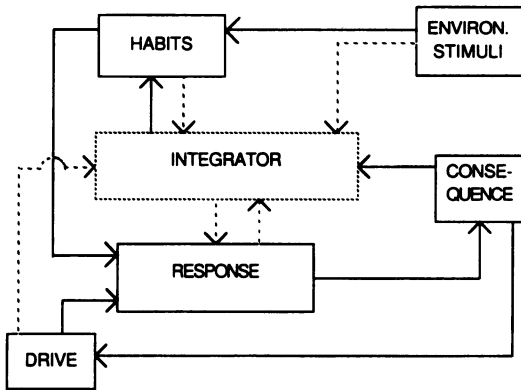 ENVIRON.
STIMULI
HABITS
INTEGRATOR
CONSE-
QUENCE
RESPONSE
DRIVE